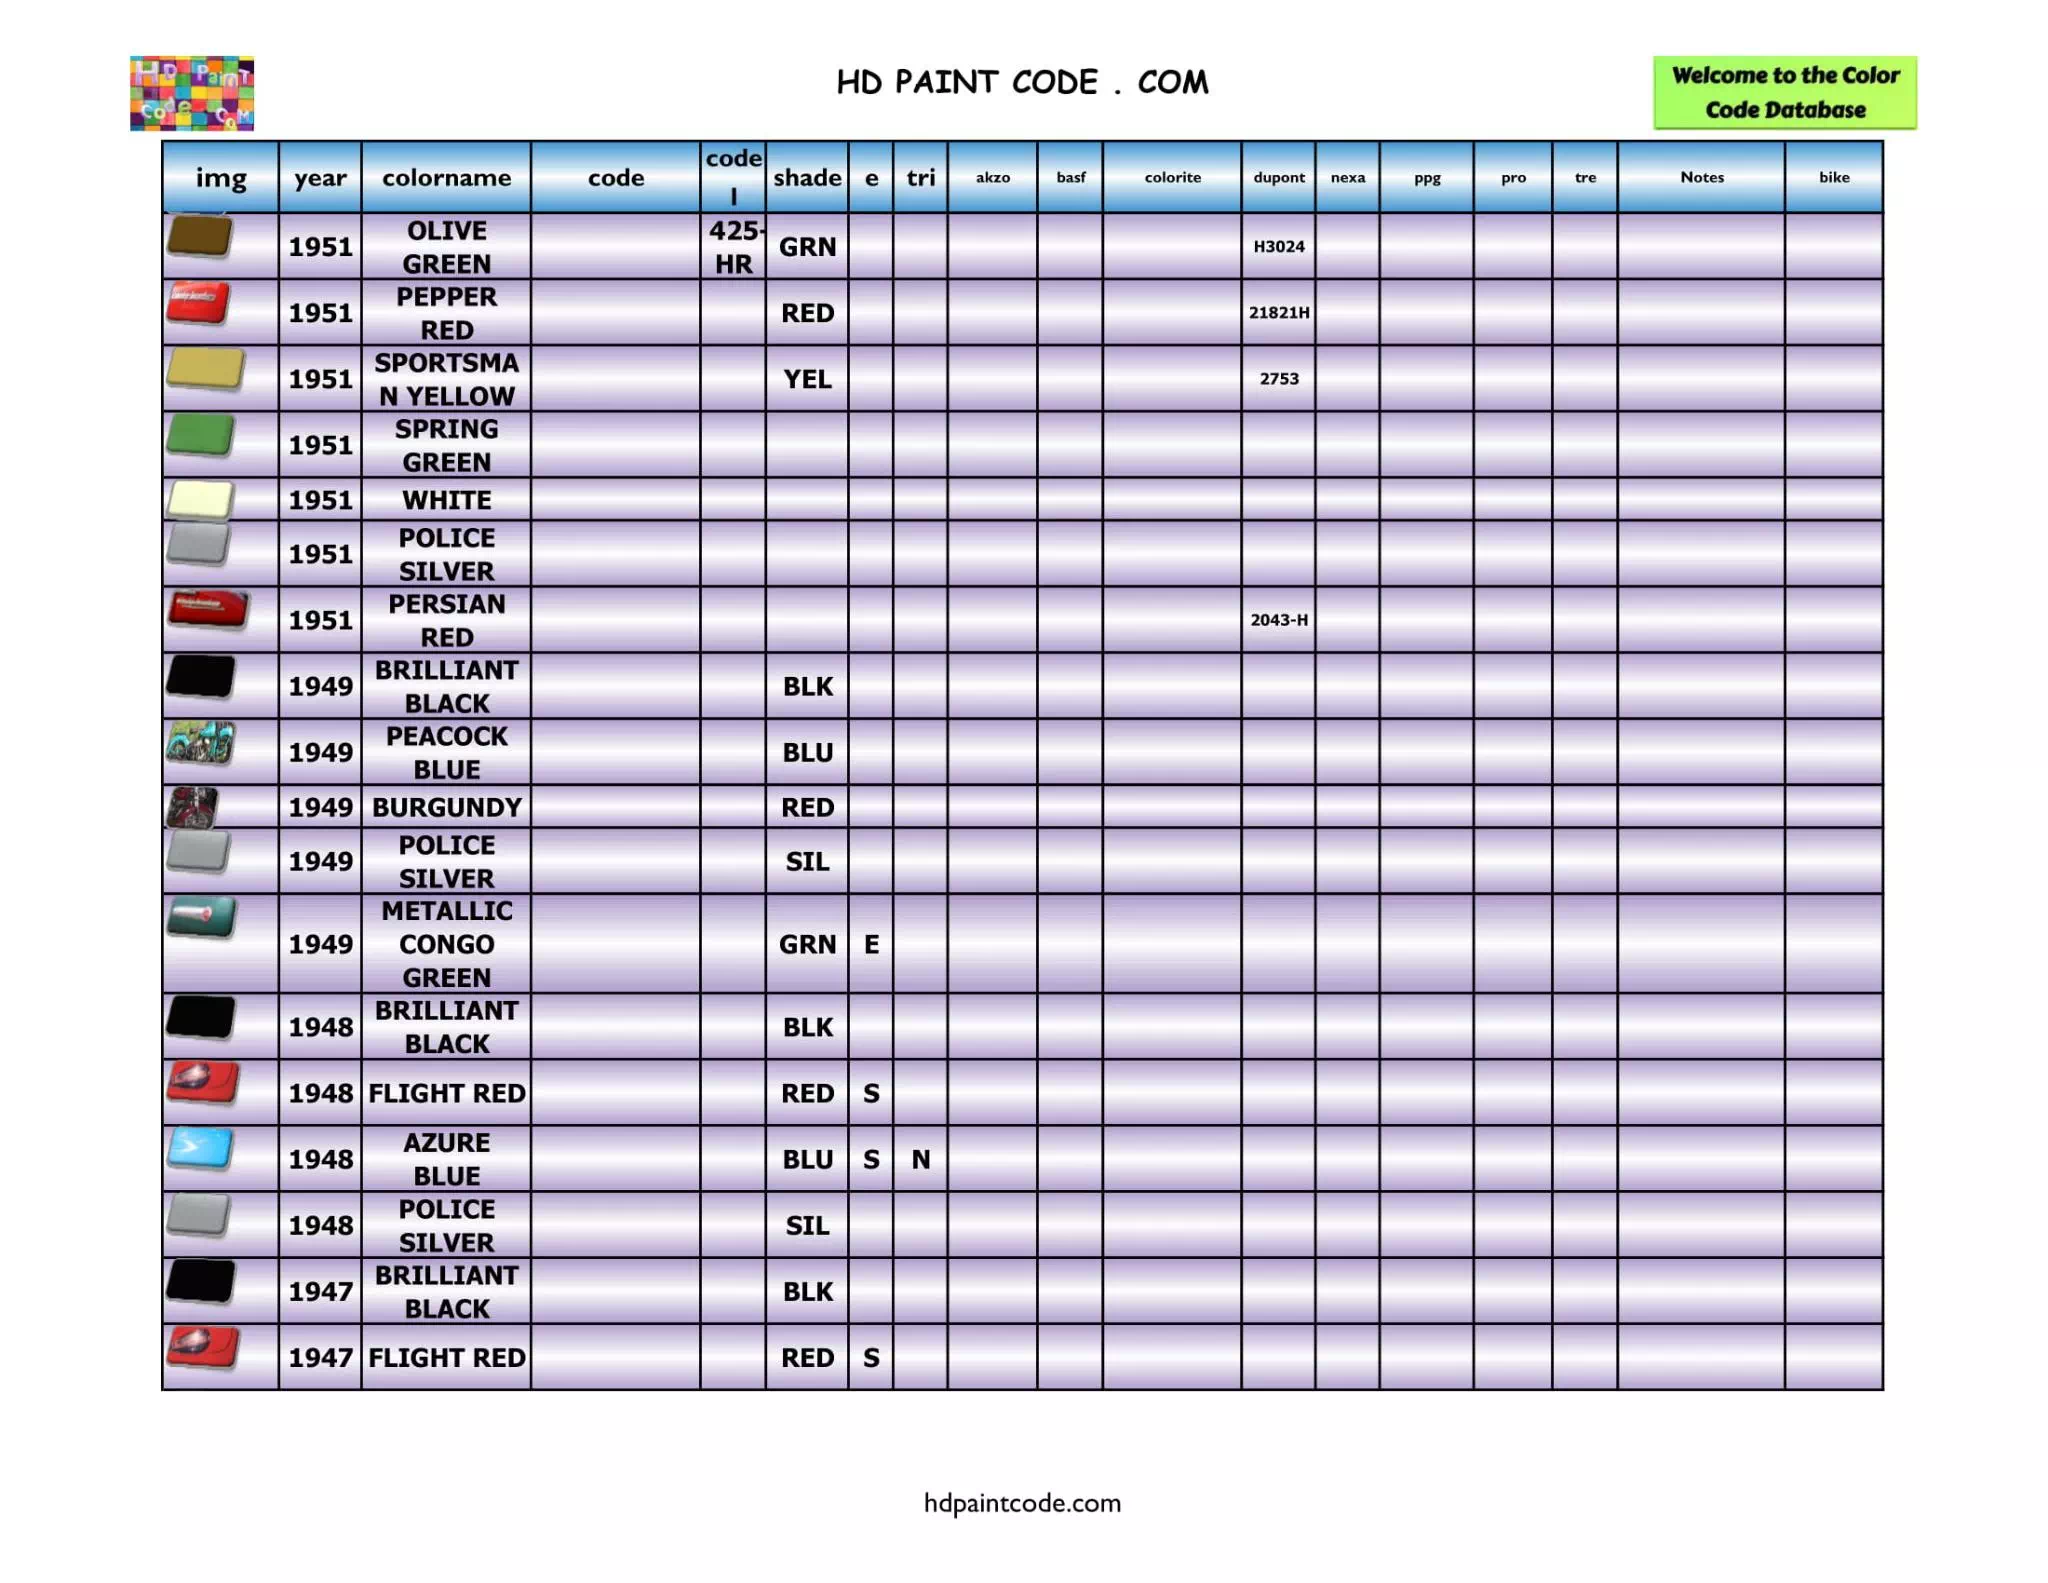 HD PainT
Code
CoM
HD PAINT CODE . COM
Welcome to the Color
Code Database
img year colorname code code l shade e tri akzo basf colorite dupont nexa ppg pro tre Notes bike
1951 OLIVE GREEN 425-HR GRN H3024
1951 PEPPER RED RED 21821H
1951 SPORTSMAN YELLOW YEL 2753
1951 SPRING GREEN
1951 WHITE
1951 POLICE SILVER
1951 PERSIAN RED 2043-H
1949 BRILLIANT BLACK BLK
1949 PEACOCK BLUE BLU
1949 BURGUNDY RED
1949 POLICE SILVER SIL
1949 METALLIC CONGO GREEN GRN E
1948 BRILLIANT BLACK BLK
1948 FLIGHT RED RED S
1948 AZURE BLUE BLU S N
1948 POLICE SILVER SIL
1947 BRILLIANT BLACK BLK
1947 FLIGHT RED RED S
hdpaintcode.com